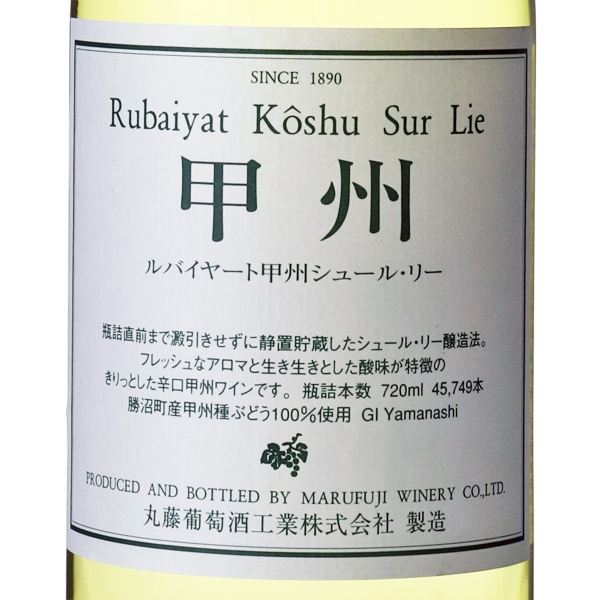 SINCE 1890
Rubaiyat Kôshu Sur Lie
甲州
ルバイヤート甲州シュール・リー
瓶詰直前まで澱引きせずに静置貯蔵したシュール・リー醸造法。
フレッシュなアロマと生き生きとした酸味が特徴の
きりっとした辛口甲州ワインです。 瓶詰本数 720ml 45,749本
勝沼町産甲州種ぶどう100%使用 GI Yamanashi
PRODUCED AND BOTTLED BY MARUFUJI WINERY CO.,LTD.
丸藤葡萄酒工業株式会社 製造